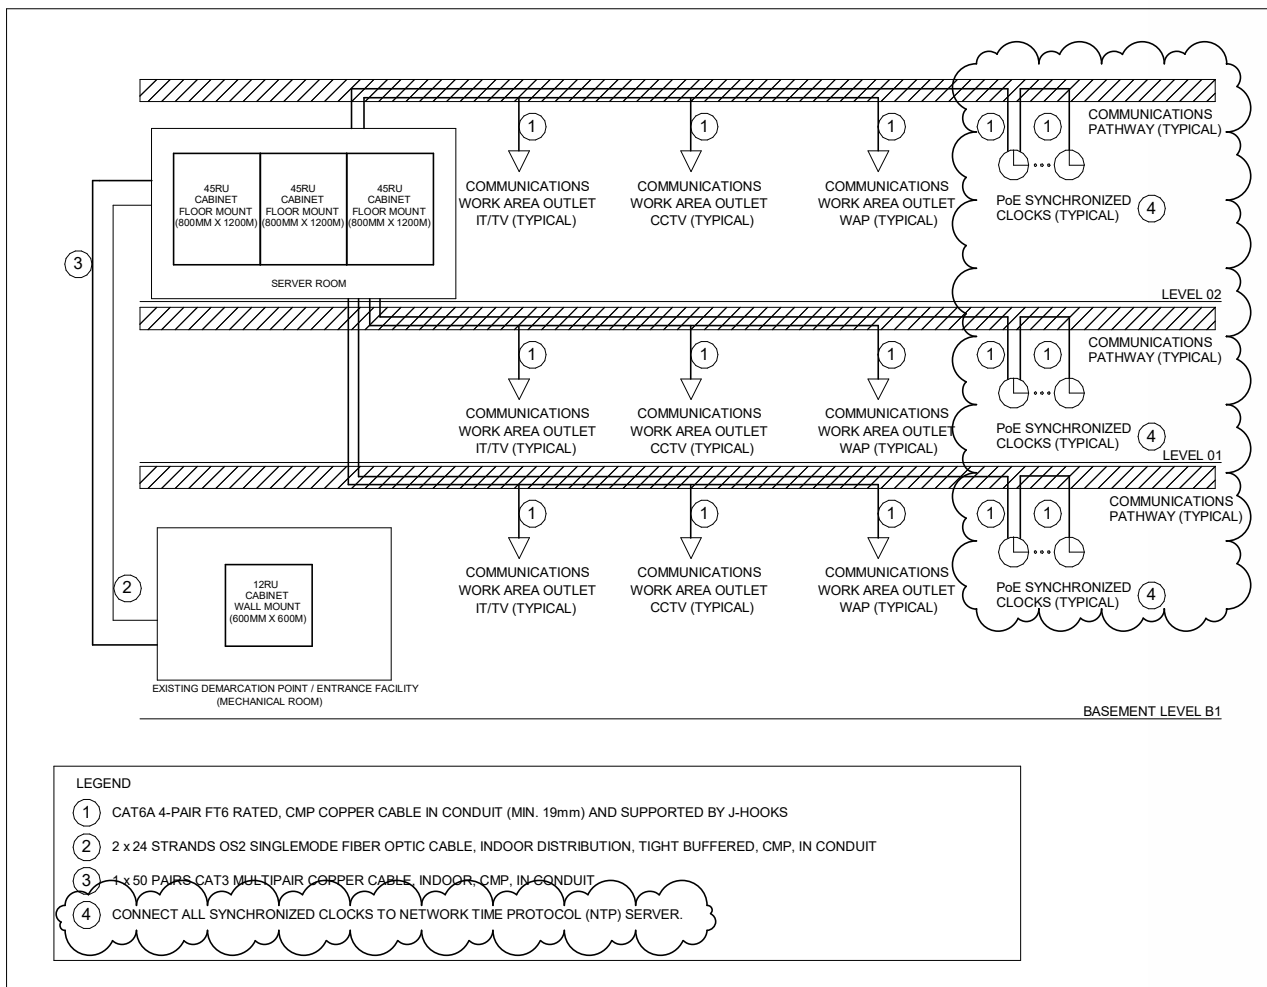 COMMUNICATIONS
PATHWAY (TYPICAL)
1
1
1
1
1
45RU
CABINET
FLOOR MOUNT
(800MM X 1200M)
45RU
CABINET
FLOOR MOUNT
(800MM X 1200M)
45RU
CABINET
FLOOR MOUNT
(800MM X 1200M)
SERVER ROOM
COMMUNICATIONS
WORK AREA OUTLET
IT/TV (TYPICAL)
COMMUNICATIONS
WORK AREA OUTLET
CCTV (TYPICAL)
COMMUNICATIONS
WORK AREA OUTLET
WAP (TYPICAL)
PoE SYNCHRONIZED
CLOCKS (TYPICAL)
4
3
LEVEL 02
COMMUNICATIONS
PATHWAY (TYPICAL)
1
1
1
1
1
COMMUNICATIONS
WORK AREA OUTLET
IT/TV (TYPICAL)
COMMUNICATIONS
WORK AREA OUTLET
CCTV (TYPICAL)
COMMUNICATIONS
WORK AREA OUTLET
WAP (TYPICAL)
PoE SYNCHRONIZED
CLOCKS (TYPICAL)
4
LEVEL 01
COMMUNICATIONS
PATHWAY (TYPICAL)
1
1
1
1
1
2
12RU
CABINET
WALL MOUNT
(600MM X 600M)
COMMUNICATIONS
WORK AREA OUTLET
IT/TV (TYPICAL)
COMMUNICATIONS
WORK AREA OUTLET
CCTV (TYPICAL)
COMMUNICATIONS
WORK AREA OUTLET
WAP (TYPICAL)
PoE SYNCHRONIZED
CLOCKS (TYPICAL)
4
EXISTING DEMARCATION POINT / ENTRANCE FACILITY
(MECHANICAL ROOM)
BASEMENT LEVEL B1
LEGEND
1 CAT6A 4-PAIR FT6 RATED, CMP COPPER CABLE IN CONDUIT (MIN. 19mm) AND SUPPORTED BY J-HOOKS
2 2 x 24 STRANDS OS2 SINGLEMODE FIBER OPTIC CABLE, INDOOR DISTRIBUTION, TIGHT BUFFERED, CMP, IN CONDUIT
3 1 x 50 PAIRS CAT3 MULTIPAIR COPPER CABLE, INDOOR, CMP, IN CONDUIT
4 CONNECT ALL SYNCHRONIZED CLOCKS TO NETWORK TIME PROTOCOL (NTP) SERVER.